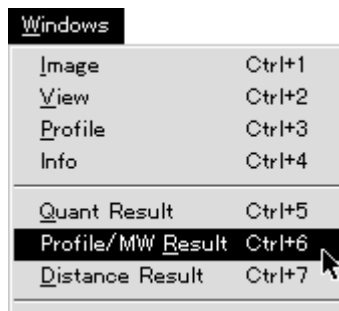 Windows
Image Ctrl+1
View Ctrl+2
Profile Ctrl+3
Info Ctrl+4
Quant Result Ctrl+5
Profile/MW Result Ctrl+6
Distance Result Ctrl+7